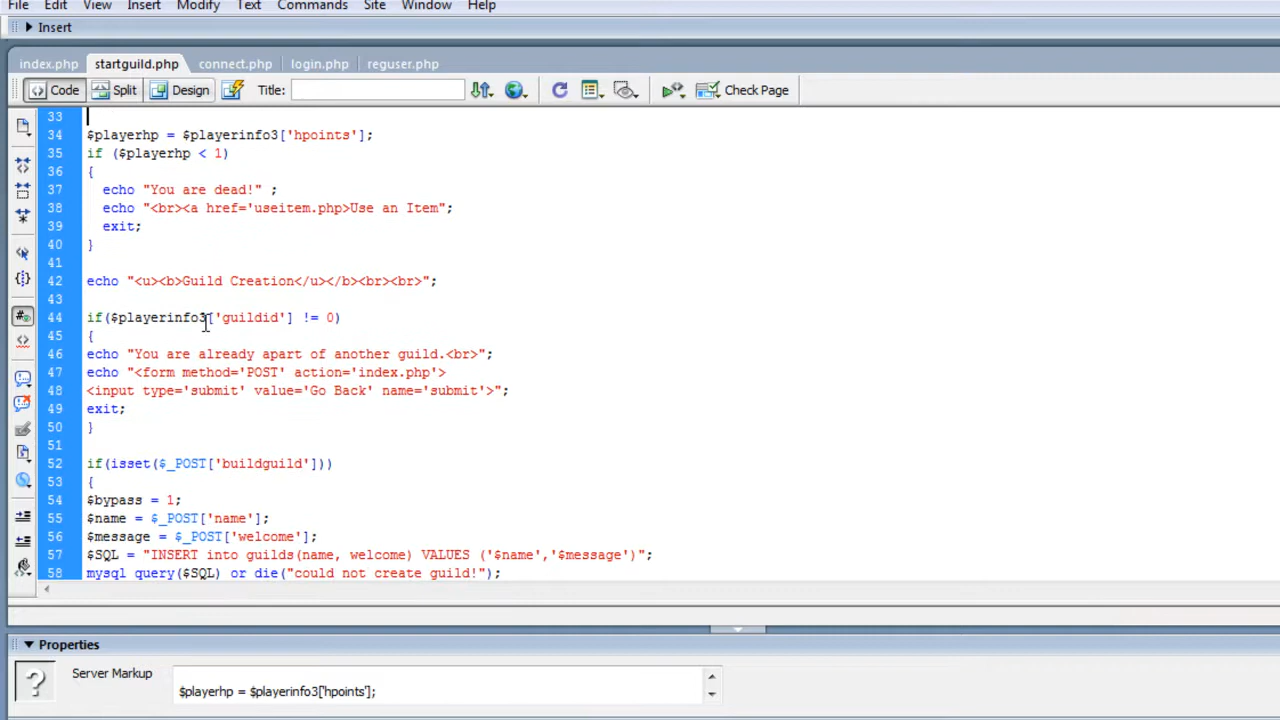 File Edit View Insert Modify Text Commands Site Window Help
Insert
index.php startguild.php connect.php login.php reguser.php
Code Split Design Title: Check Page
33
34 $playerhp = $playerinfo3['hpoints'];
35 if ($playerhp < 1)
36 {
37 echo "You are dead!" ;
38 echo "<br><a href='useitem.php>Use an Item";
39 exit;
40 }
41
42 echo "<u><b>Guild Creation</u></b><br><br>";
43
44 if($playerinfo3['guildid'] != 0)
45 {
46 echo "You are already apart of another guild.<br>";
47 echo "<form method='POST' action='index.php'>
48 <input type='submit' value='Go Back' name='submit'>";
49 exit;
50 }
51
52 if(isset($_POST['buildguild']))
53 {
54 $bypass = 1;
55 $name = $_POST['name'];
56 $message = $_POST['welcome'];
57 $SQL = "INSERT into guilds(name, welcome) VALUES ('$name','$message')";
58 mysql_query($SQL) or die("could not create guild!");
Properties
Server Markup
$playerhp = $playerinfo3['hpoints'];